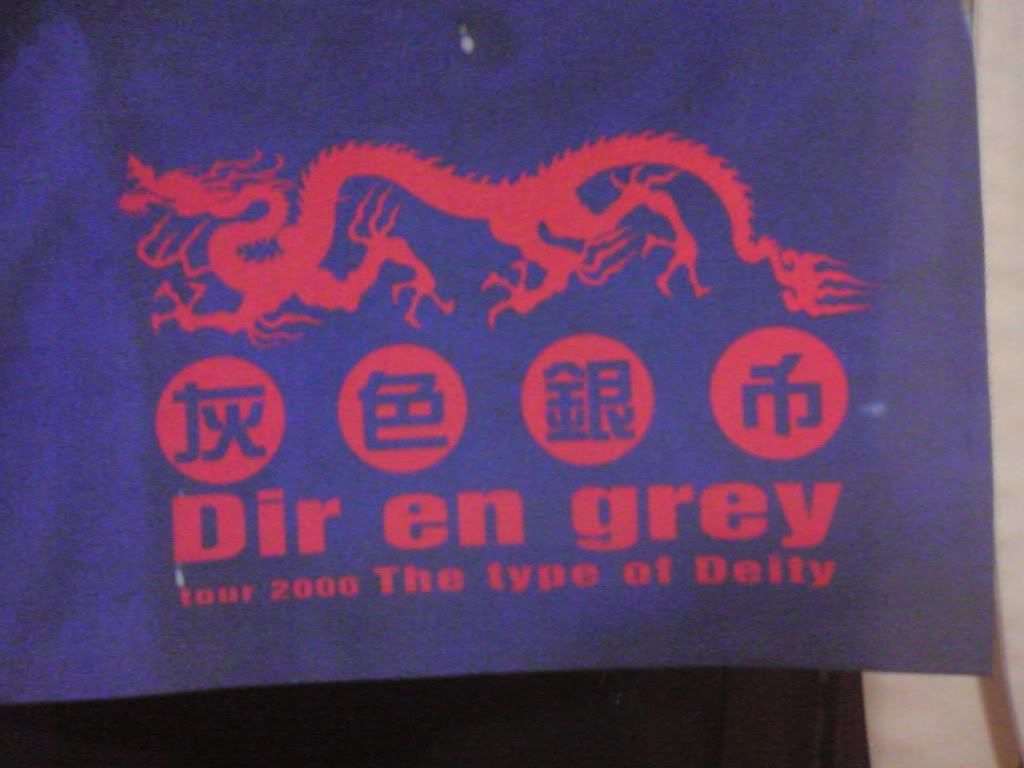 灰色銀币
Dir en grey
tour 2000 The type of Deity